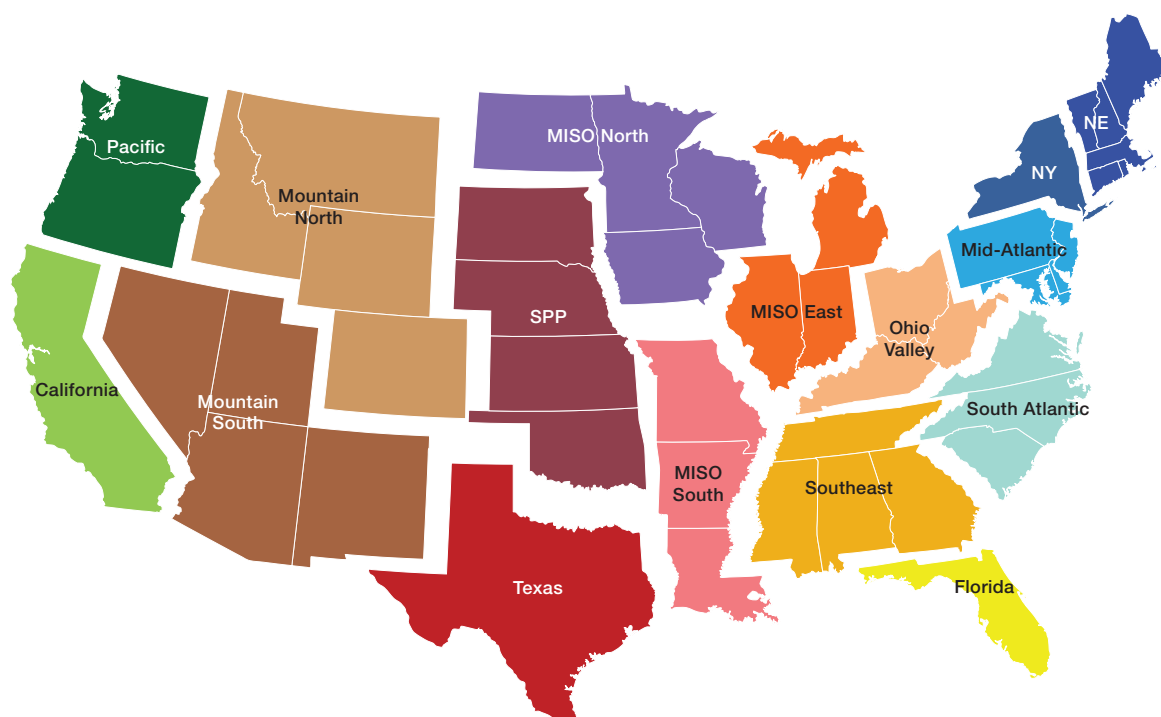 NE
MISO North
Pacific
NY
Mountain
North
Mid-Atlantic
SPP
MISO East
Ohio
Valley
California
Mountain
South
South Atlantic
MISO
South
Southeast
Texas
Florida